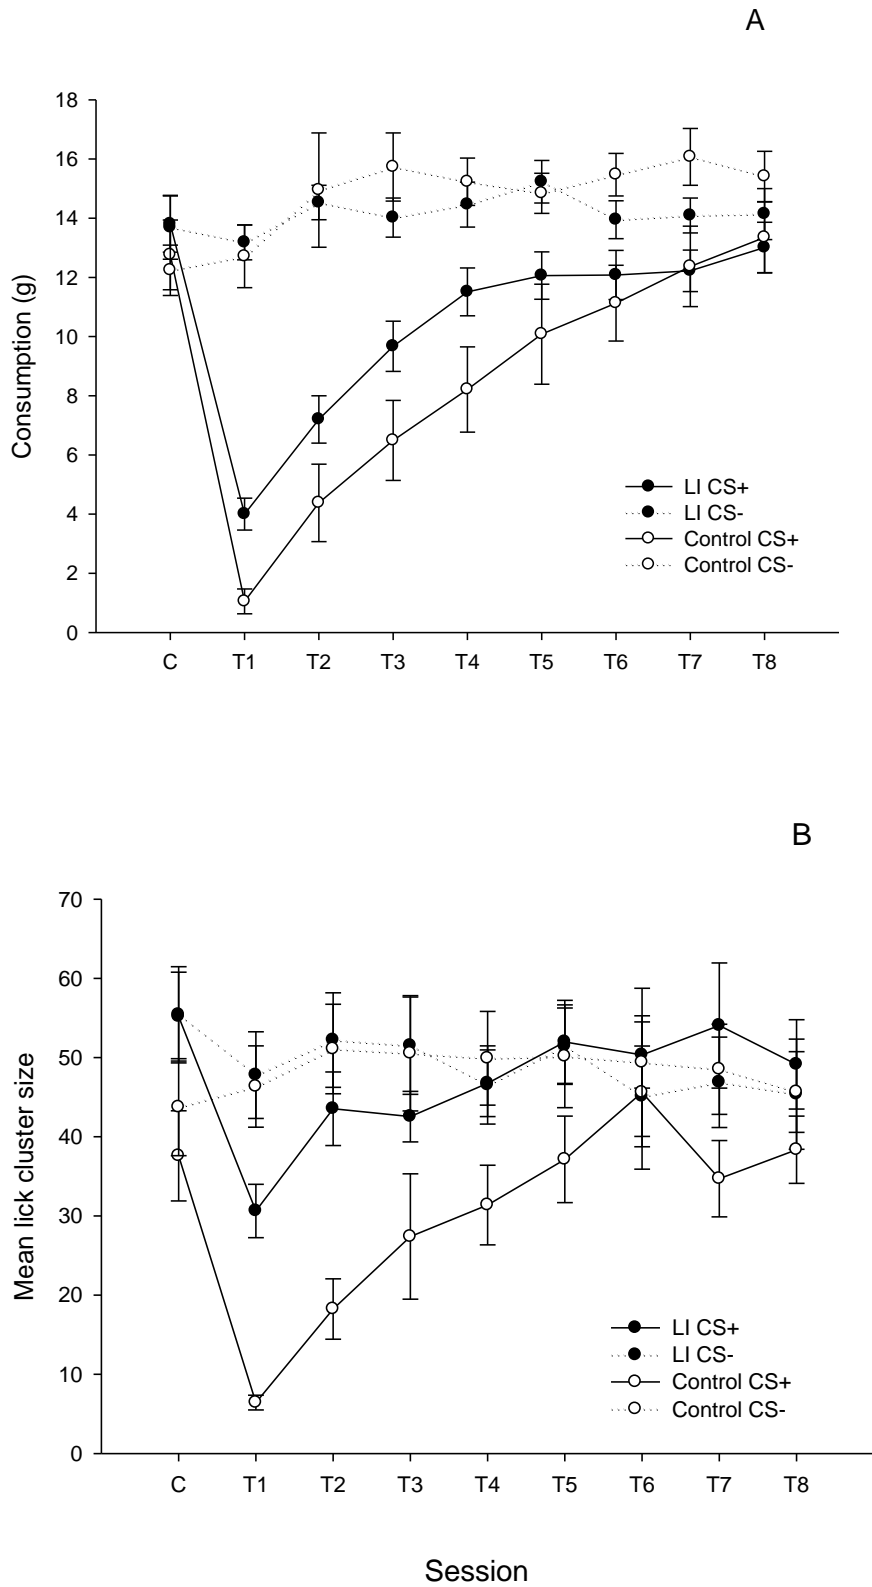 A
18
16
14
12
10
8
6
4
2
0
Consumption (g)
LI CS+
LI CS-
Control CS+
Control CS-
C T1 T2 T3 T4 T5 T6 T7 T8
B
70
60
50
40
30
20
10
0
Mean lick cluster size
LI CS+
LI CS-
Control CS+
Control CS-
C T1 T2 T3 T4 T5 T6 T7 T8
Session